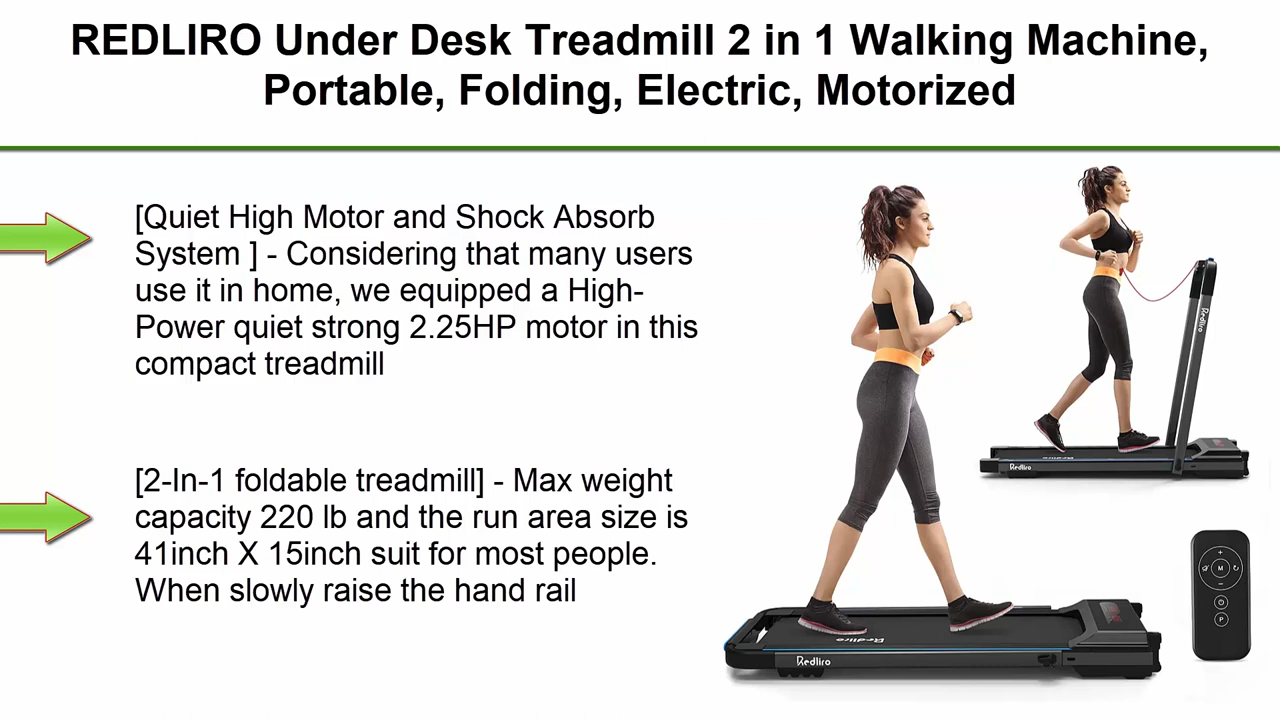 REDLIRO Under Desk Treadmill 2 in 1 Walking Machine,
Portable, Folding, Electric, Motorized
[Quiet High Motor and Shock Absorb
System ] - Considering that many users
use it in home, we equipped a High-
Power quiet strong 2.25HP motor in this
compact treadmill
[2-In-1 foldable treadmill] - Max weight
capacity 220 lb and the run area size is
41inch X 15inch suit for most people.
When slowly raise the hand rail
Redliro
Redliro
Redliro
Redliro
Redliro
+
M
−
P